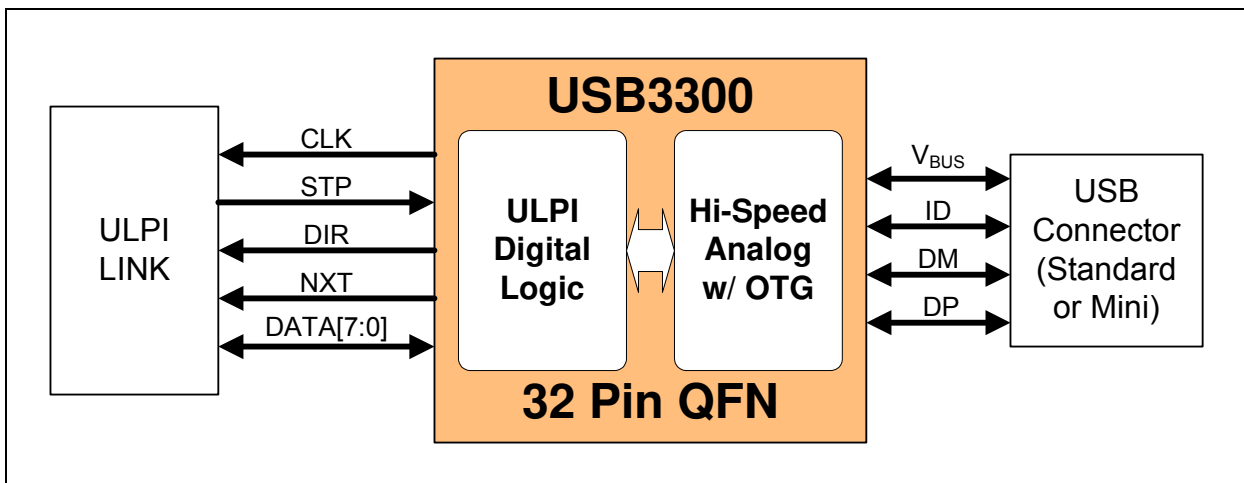 USB3300
ULPI
LINK
CLK
STP
DIR
NXT
DATA[7:0]
ULPI
Digital
Logic
Hi-Speed
Analog
w/ OTG
32 Pin QFN
VBUS
ID
DM
DP
USB
Connector
(Standard
or Mini)